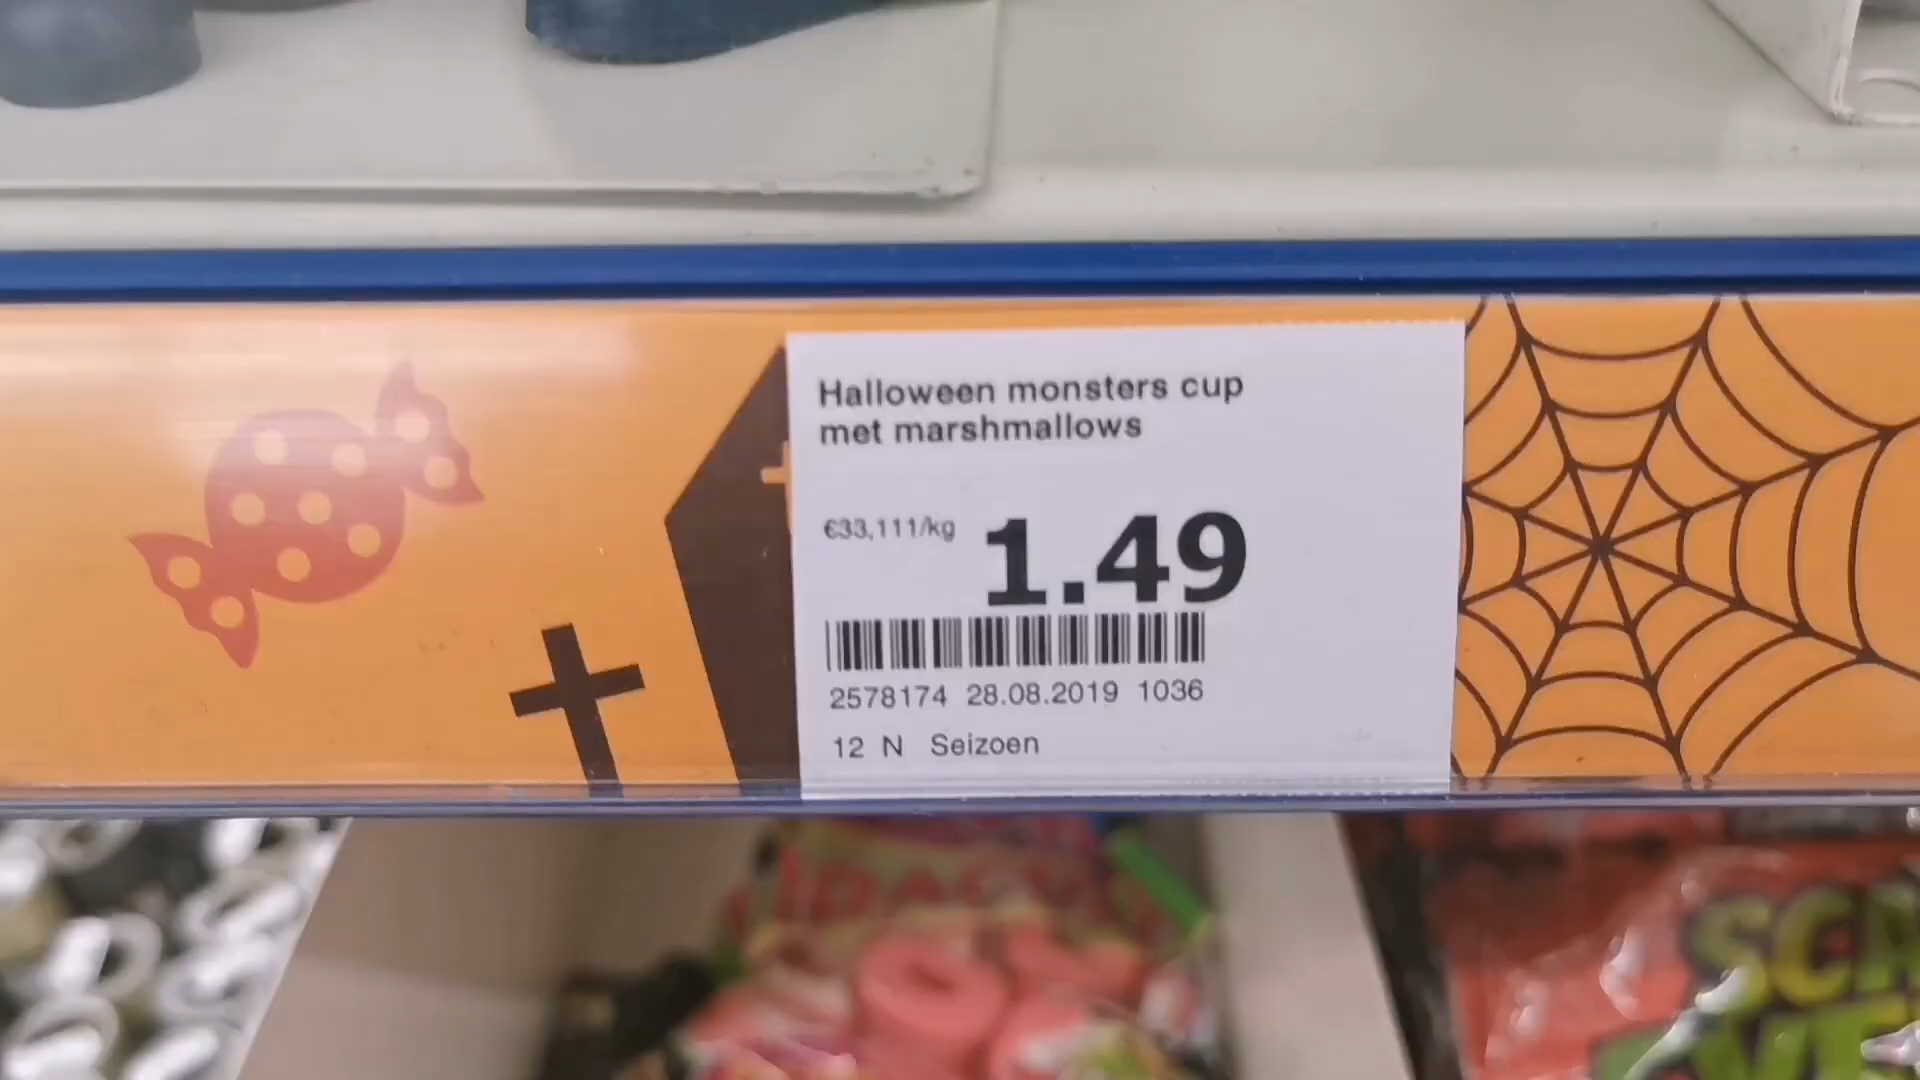 Halloween monsters cup
met marshmallows
€33,111/kg 1.49
2578174 28.08.2019 1036
12 N Seizoen